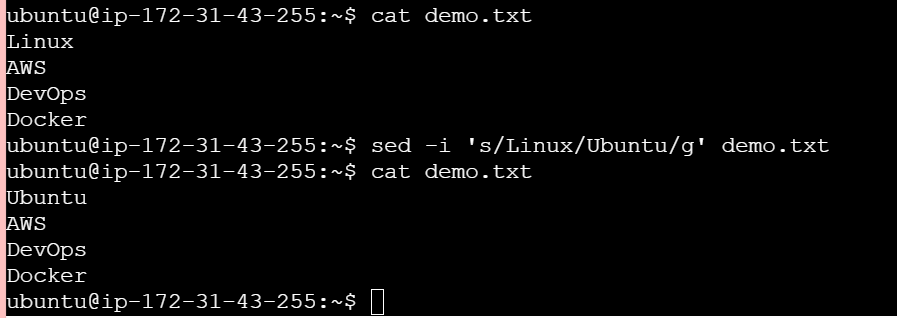 ubuntu@ip-172-31-43-255:~$ cat demo.txt
Linux
AWS
DevOps
Docker
ubuntu@ip-172-31-43-255:~$ sed -i 's/Linux/Ubuntu/g' demo.txt
ubuntu@ip-172-31-43-255:~$ cat demo.txt
Ubuntu
AWS
DevOps
Docker
ubuntu@ip-172-31-43-255:~$